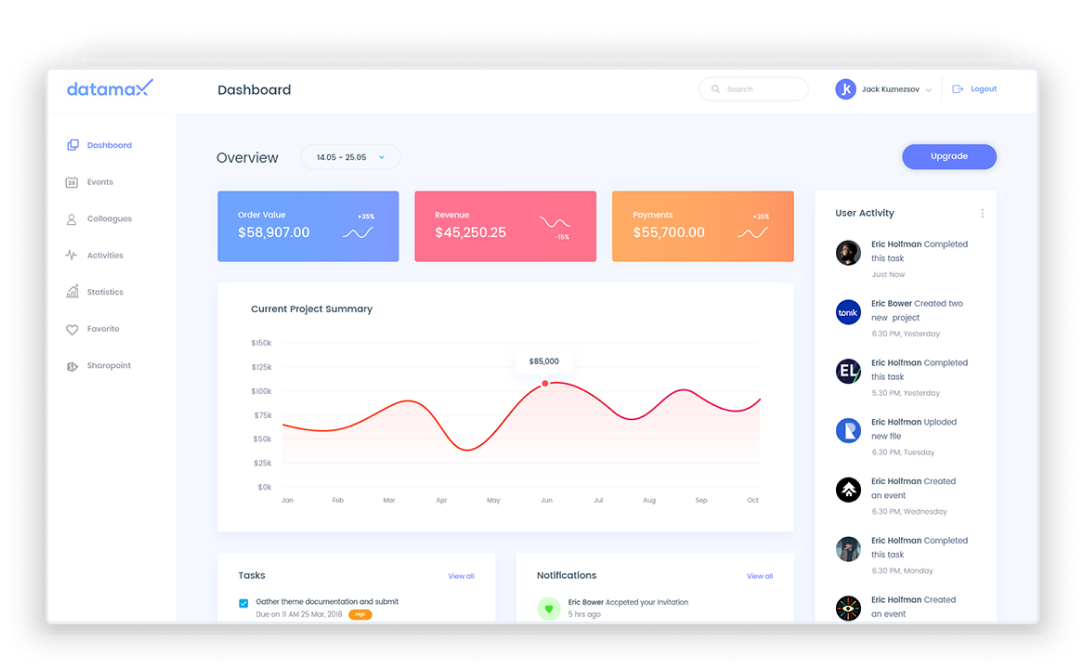 datamax
Dashboard
Search
Jk
Jack Kuznezsov
Logout
Dashboard
Events
Colleagues
Activities
Statistics
Favorite
Sharepoint
Overview
14.05 - 25.05
Upgrade
Order Value
+35%
$58,907.00
Revenue
$45,250.25
-15%
Payments
+35%
$55,700.00
Current Project Summary
$150k
$125k
$100k
$75k
$50k
$25k
$0k
$85,000
Jan Feb Mar Apr May Jun Jul Aug Sep Oct
User Activity
Eric Holfman Completed
this task
Just Now
tonik
Eric Bower Created two
new project
6.30 PM, Yesterday
EL
Eric Holfman Completed
this task
5.30 PM, Yesterday
Eric Holfman Uploded
new file
6.30 PM, Tuesday
Eric Holfman Created
an event
6.30 PM, Wednesday
Eric Holfman Completed
this task
6.30 PM, Monday
Eric Holfman Created
an event
Tasks
View all
Gather theme documentation and submit
Due on 11 AM 25 Mar, 2018 High
Notifications
View all
Eric Bower Accpeted your Invitation
5 hrs ago